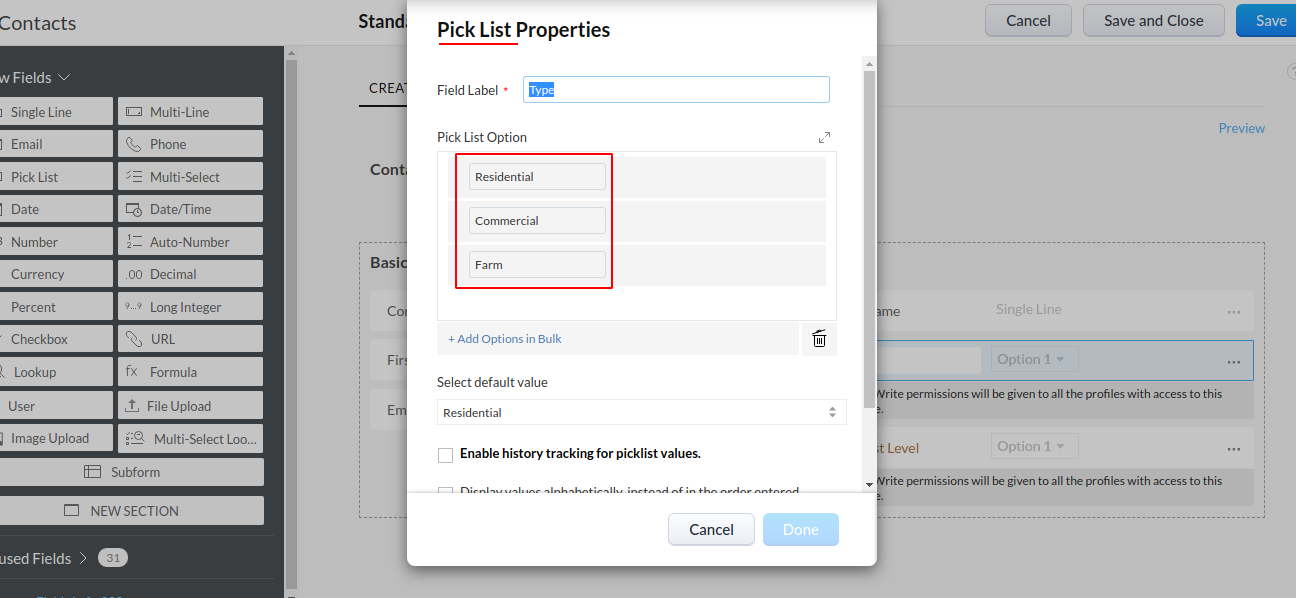 Contacts
Standa
Cancel
Save and Close
Save
w Fields
Single Line
Multi-Line
Email
Phone
Pick List
Multi-Select
Date
Date/Time
Number
Auto-Number
Currency
.00 Decimal
Percent
9..9 Long Integer
Checkbox
URL
Lookup
fx Formula
User
File Upload
Image Upload
Multi-Select Loo...
Subform
NEW SECTION
used Fields
31
CREAT
Preview
Conta
Basic
Con
ame
Single Line
Firs
Option 1
Write permissions will be given to all the profiles with access to this
e.
Em
st Level
Option 1
Write permissions will be given to all the profiles with access to this
e.
Pick List Properties
Field Label *
Type
Pick List Option
Residential
Commercial
Farm
+ Add Options in Bulk
Select default value
Residential
Enable history tracking for picklist values.
Display values alphabetically, instead of in the order entered
Cancel
Done